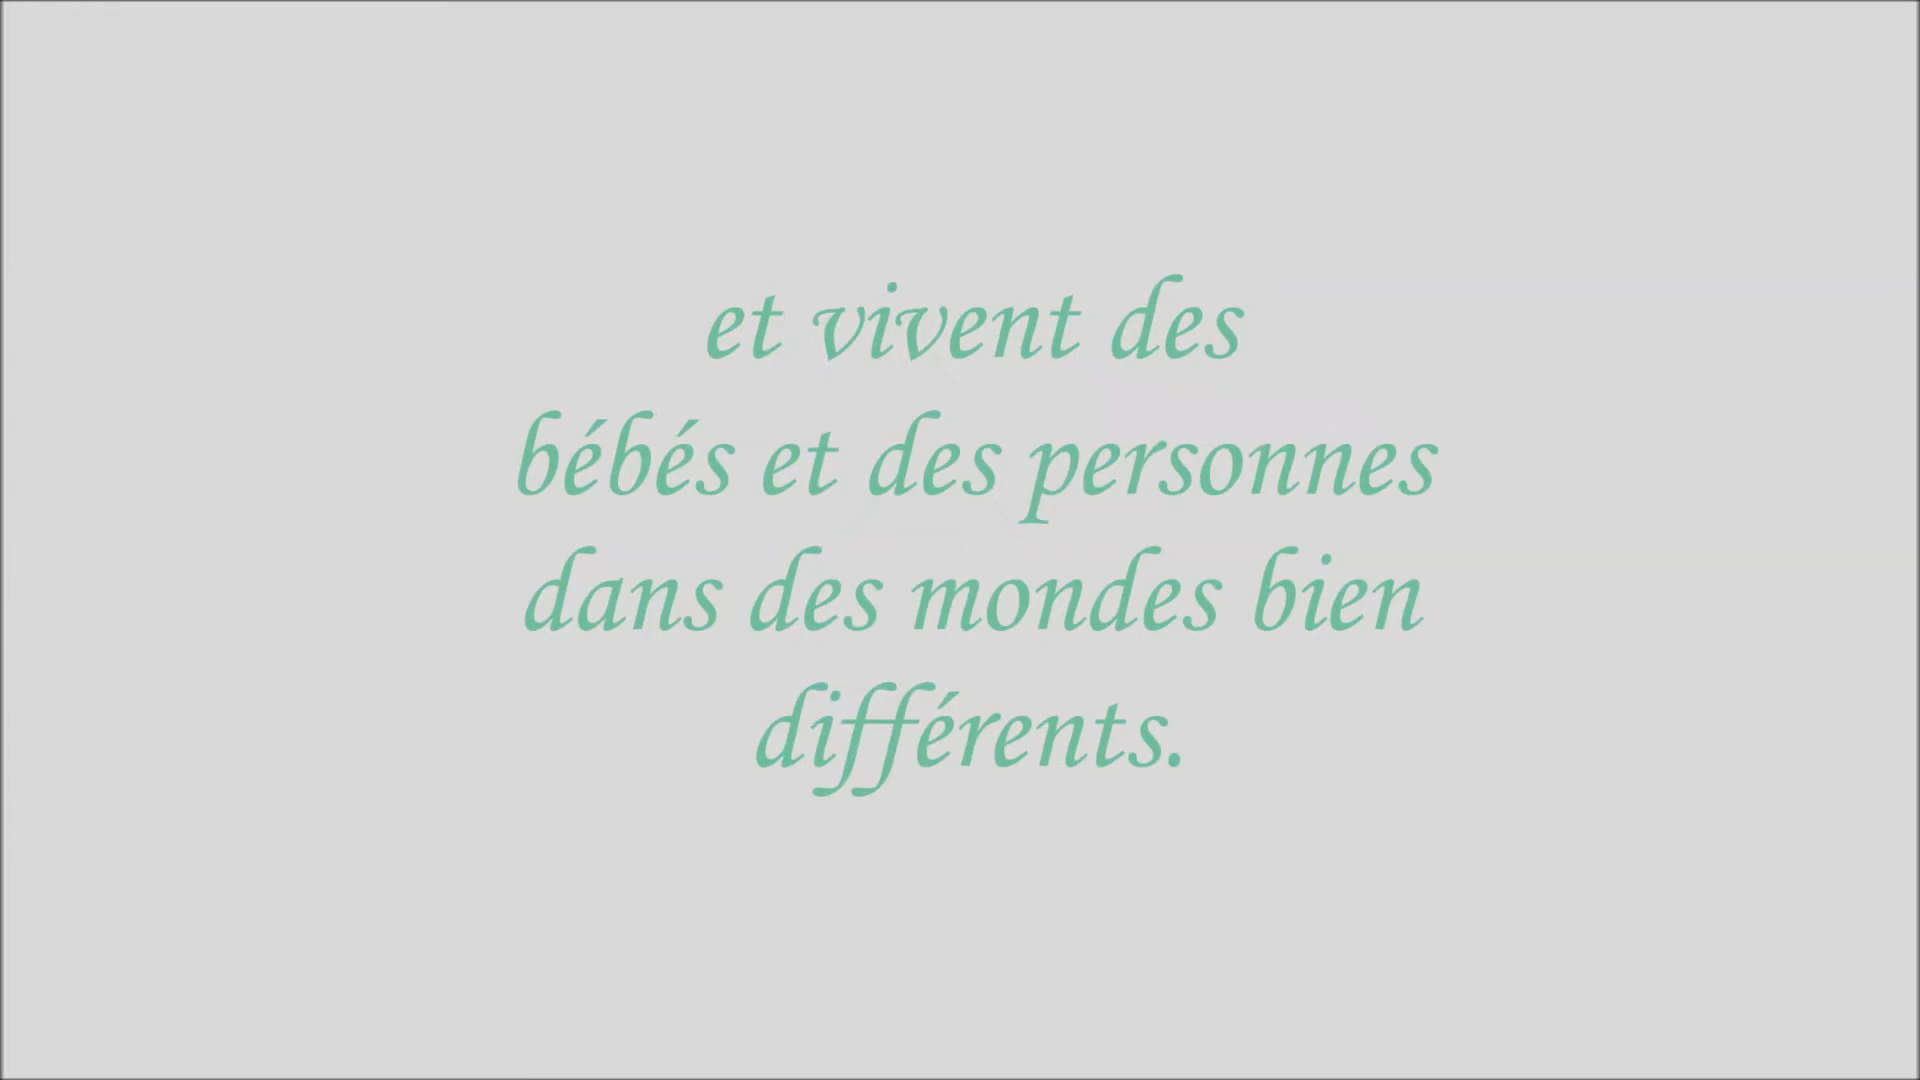 et vivent des
bébés et des personnes
dans des mondes bien
différents.